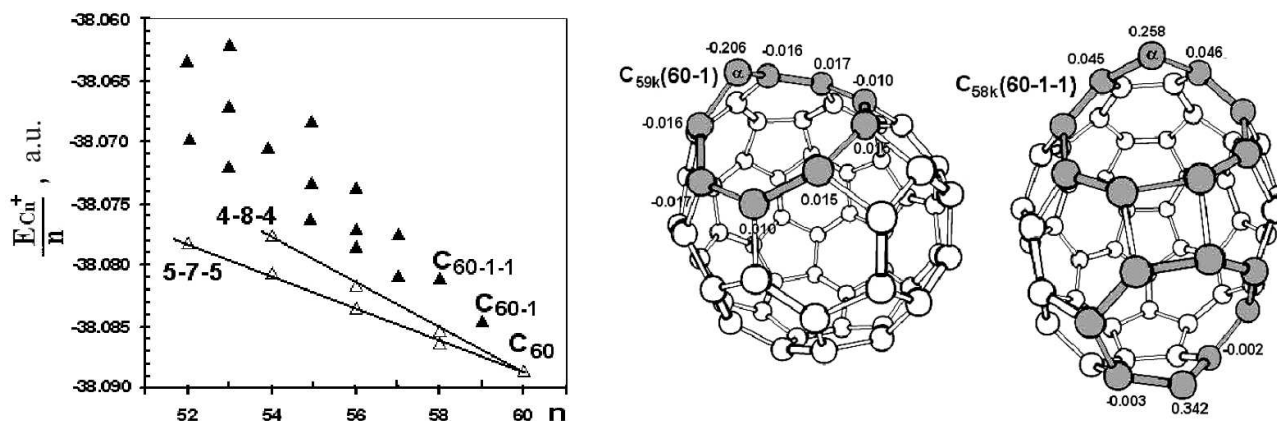 -38.060
-38.065
-38.070
-38.075
-38.080
-38.085
-38.090
E_Cn⁺ / n , a.u.
4-8-4
5-7-5
C₆₀₋₁₋₁
C₆₀₋₁
C₆₀
52 54 56 58 60 n
-0.206 -0.016 0.017 -0.010
α
C₅₉ₖ(60-1)
-0.016
0.015
-0.017
0.015
0.010
0.258
0.045 0.046
α
C₅₈ₖ(60-1-1)
-0.002
-0.003 0.342